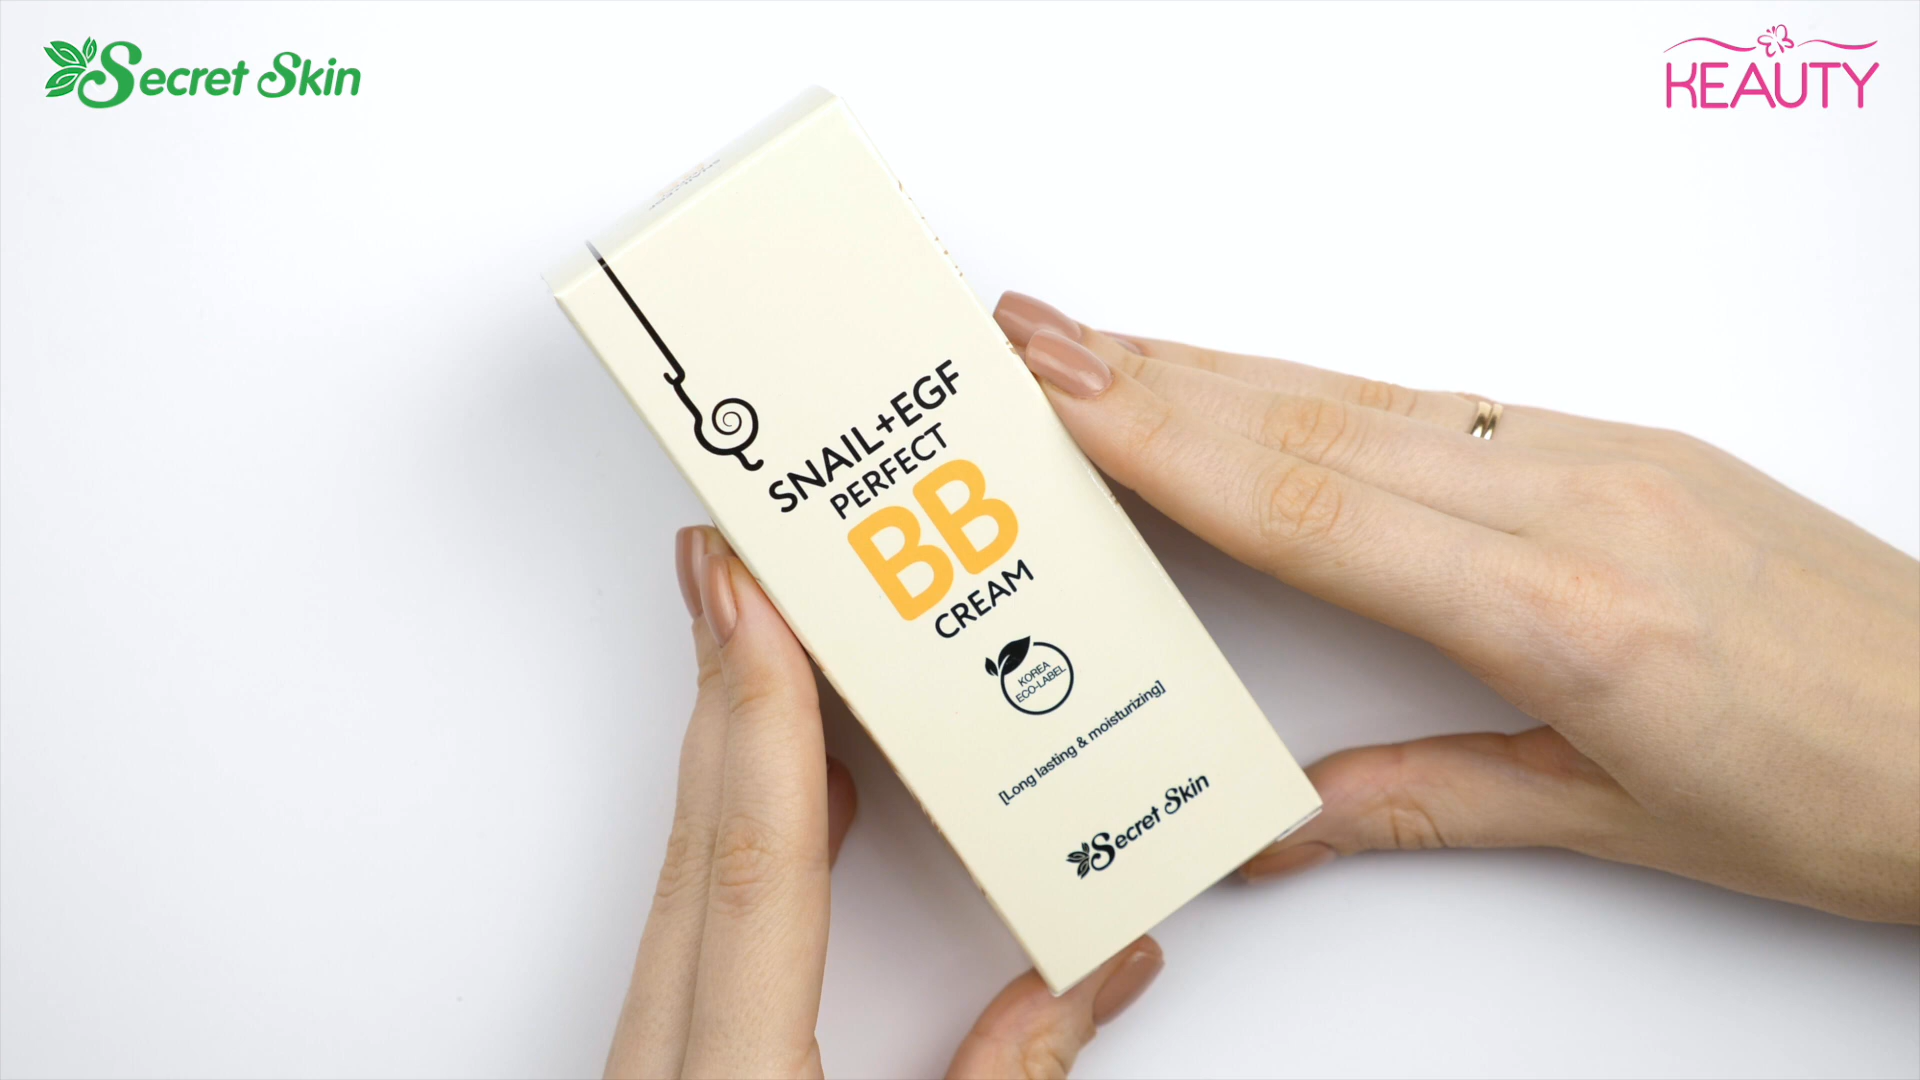 Secret Skin
KEAUTY
SNAIL+EGF
PERFECT
BB
CREAM
KOREA
ECO-LABEL
[Long lasting & moisturizing]
Secret Skin